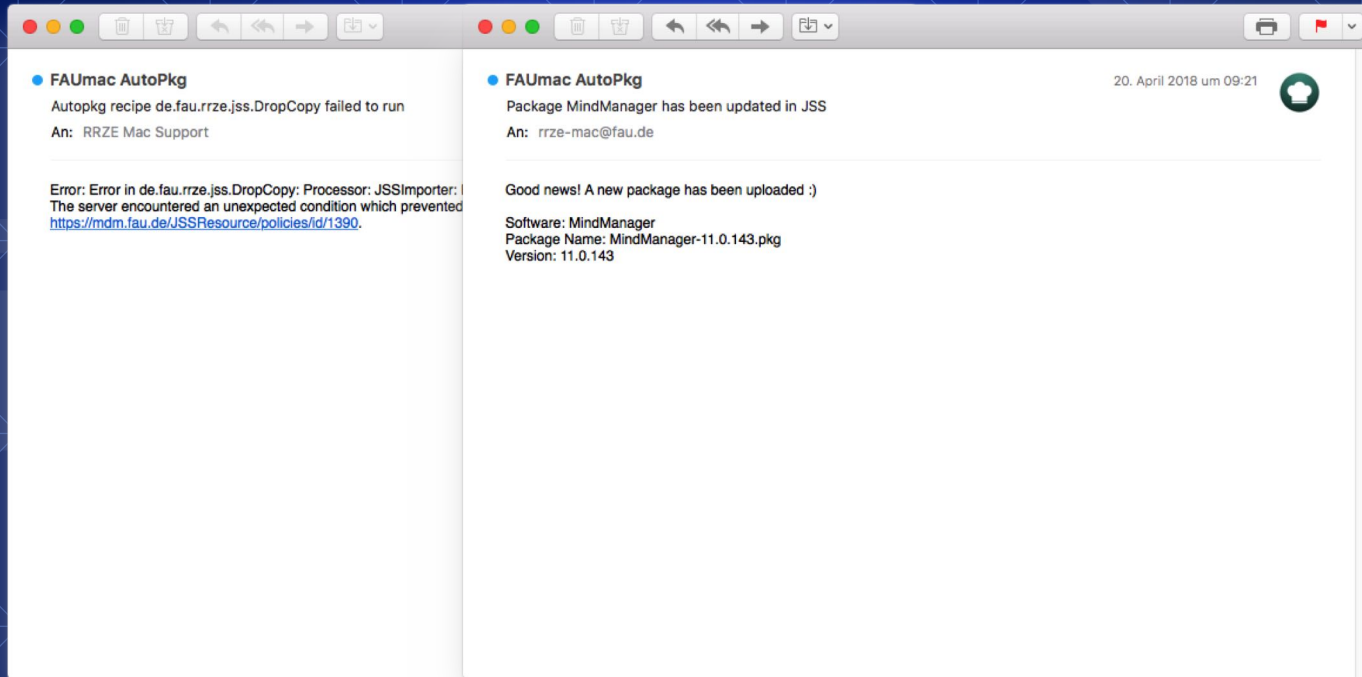 FAUmac AutoPkg
Autopkg recipe de.fau.rrze.jss.DropCopy failed to run
An: RRZE Mac Support
Error: Error in de.fau.rrze.jss.DropCopy: Processor: JSSImporter:
The server encountered an unexpected condition which prevented
https://mdm.fau.de/JSSResource/policies/id/1390.
FAUmac AutoPkg
20. April 2018 um 09:21
Package MindManager has been updated in JSS
An: rrze-mac@fau.de
Good news! A new package has been uploaded :)
Software: MindManager
Package Name: MindManager-11.0.143.pkg
Version: 11.0.143